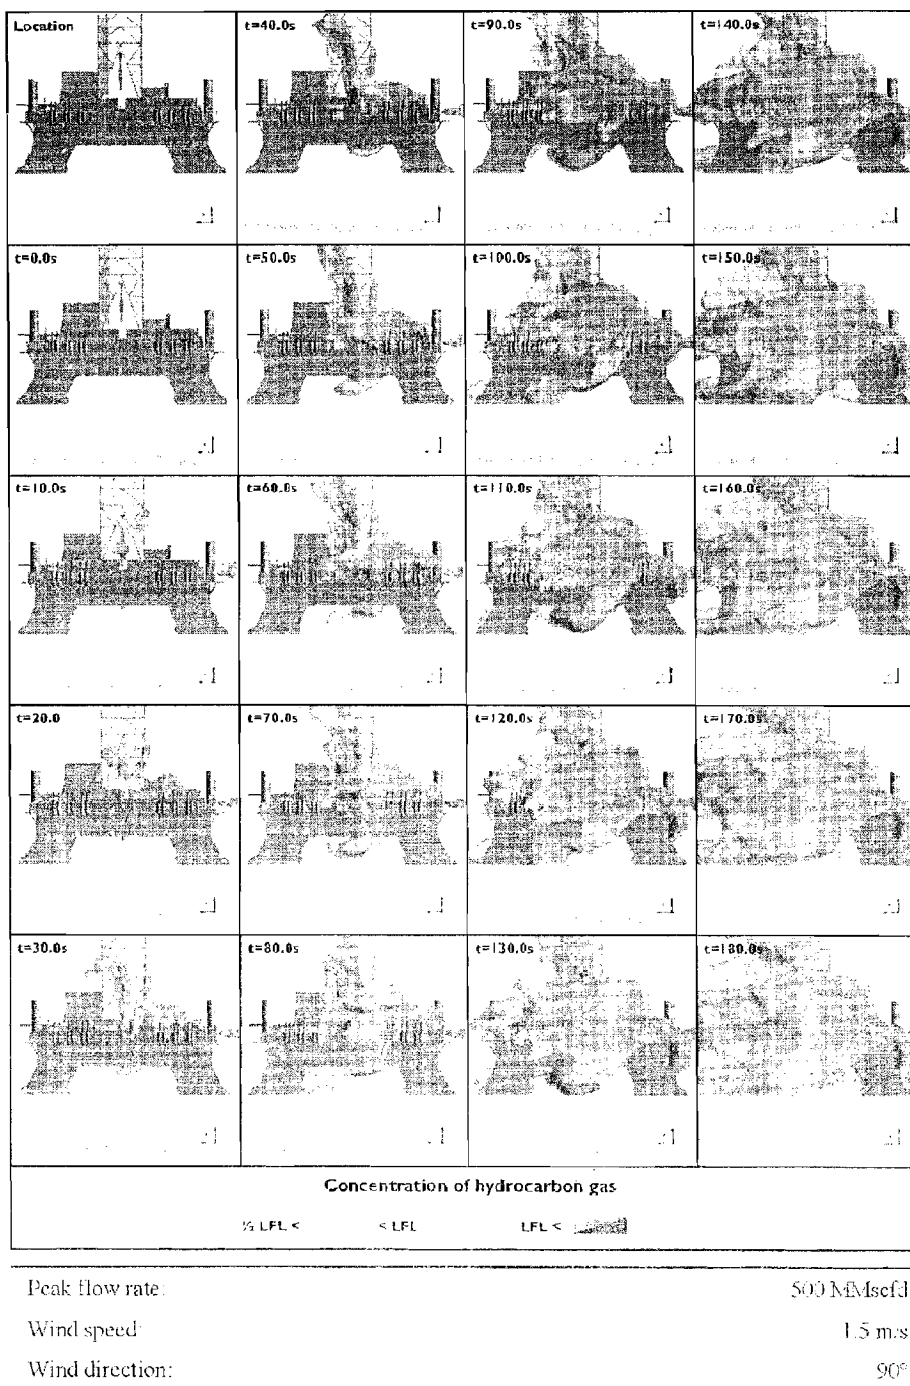 Location t=40.0s t=90.0s t=140.0s
t=0.0s t=50.0s t=100.0s t=150.0s
t=10.0s t=60.0s t=110.0s t=160.0s
t=20.0 t=70.0s t=120.0s t=170.0s
t=30.0s t=80.0s t=130.0s t=180.0s
Concentration of hydrocarbon gas
½ LFL < < LFL LFL <
Peak flow rate: 500 MMscfd
Wind speed: 1.5 m/s
Wind direction: 90°